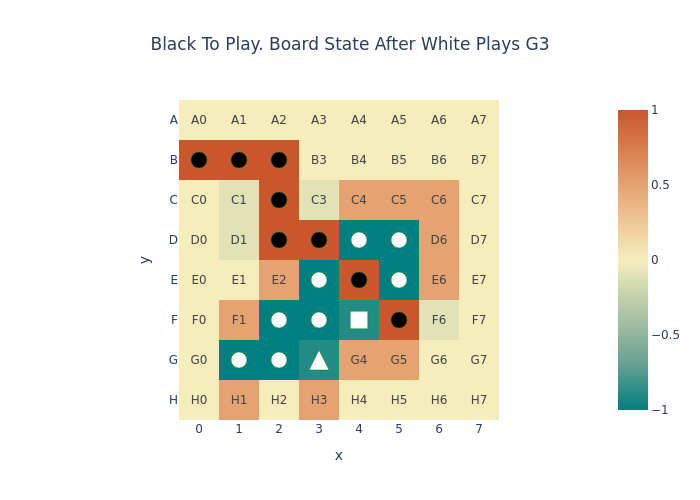 Black To Play. Board State After White Plays G3
A A0 A1 A2 A3 A4 A5 A6 A7
B B3 B4 B5 B6 B7
C C0 C1 C3 C4 C5 C6 C7
D D0 D1 D6 D7
E E0 E1 E2 E6 E7
F F0 F1 F6 F7
G G0 G4 G5 G6 G7
H H0 H1 H2 H3 H4 H5 H6 H7
0 1 2 3 4 5 6 7
x
y
1
0.5
0
−0.5
−1